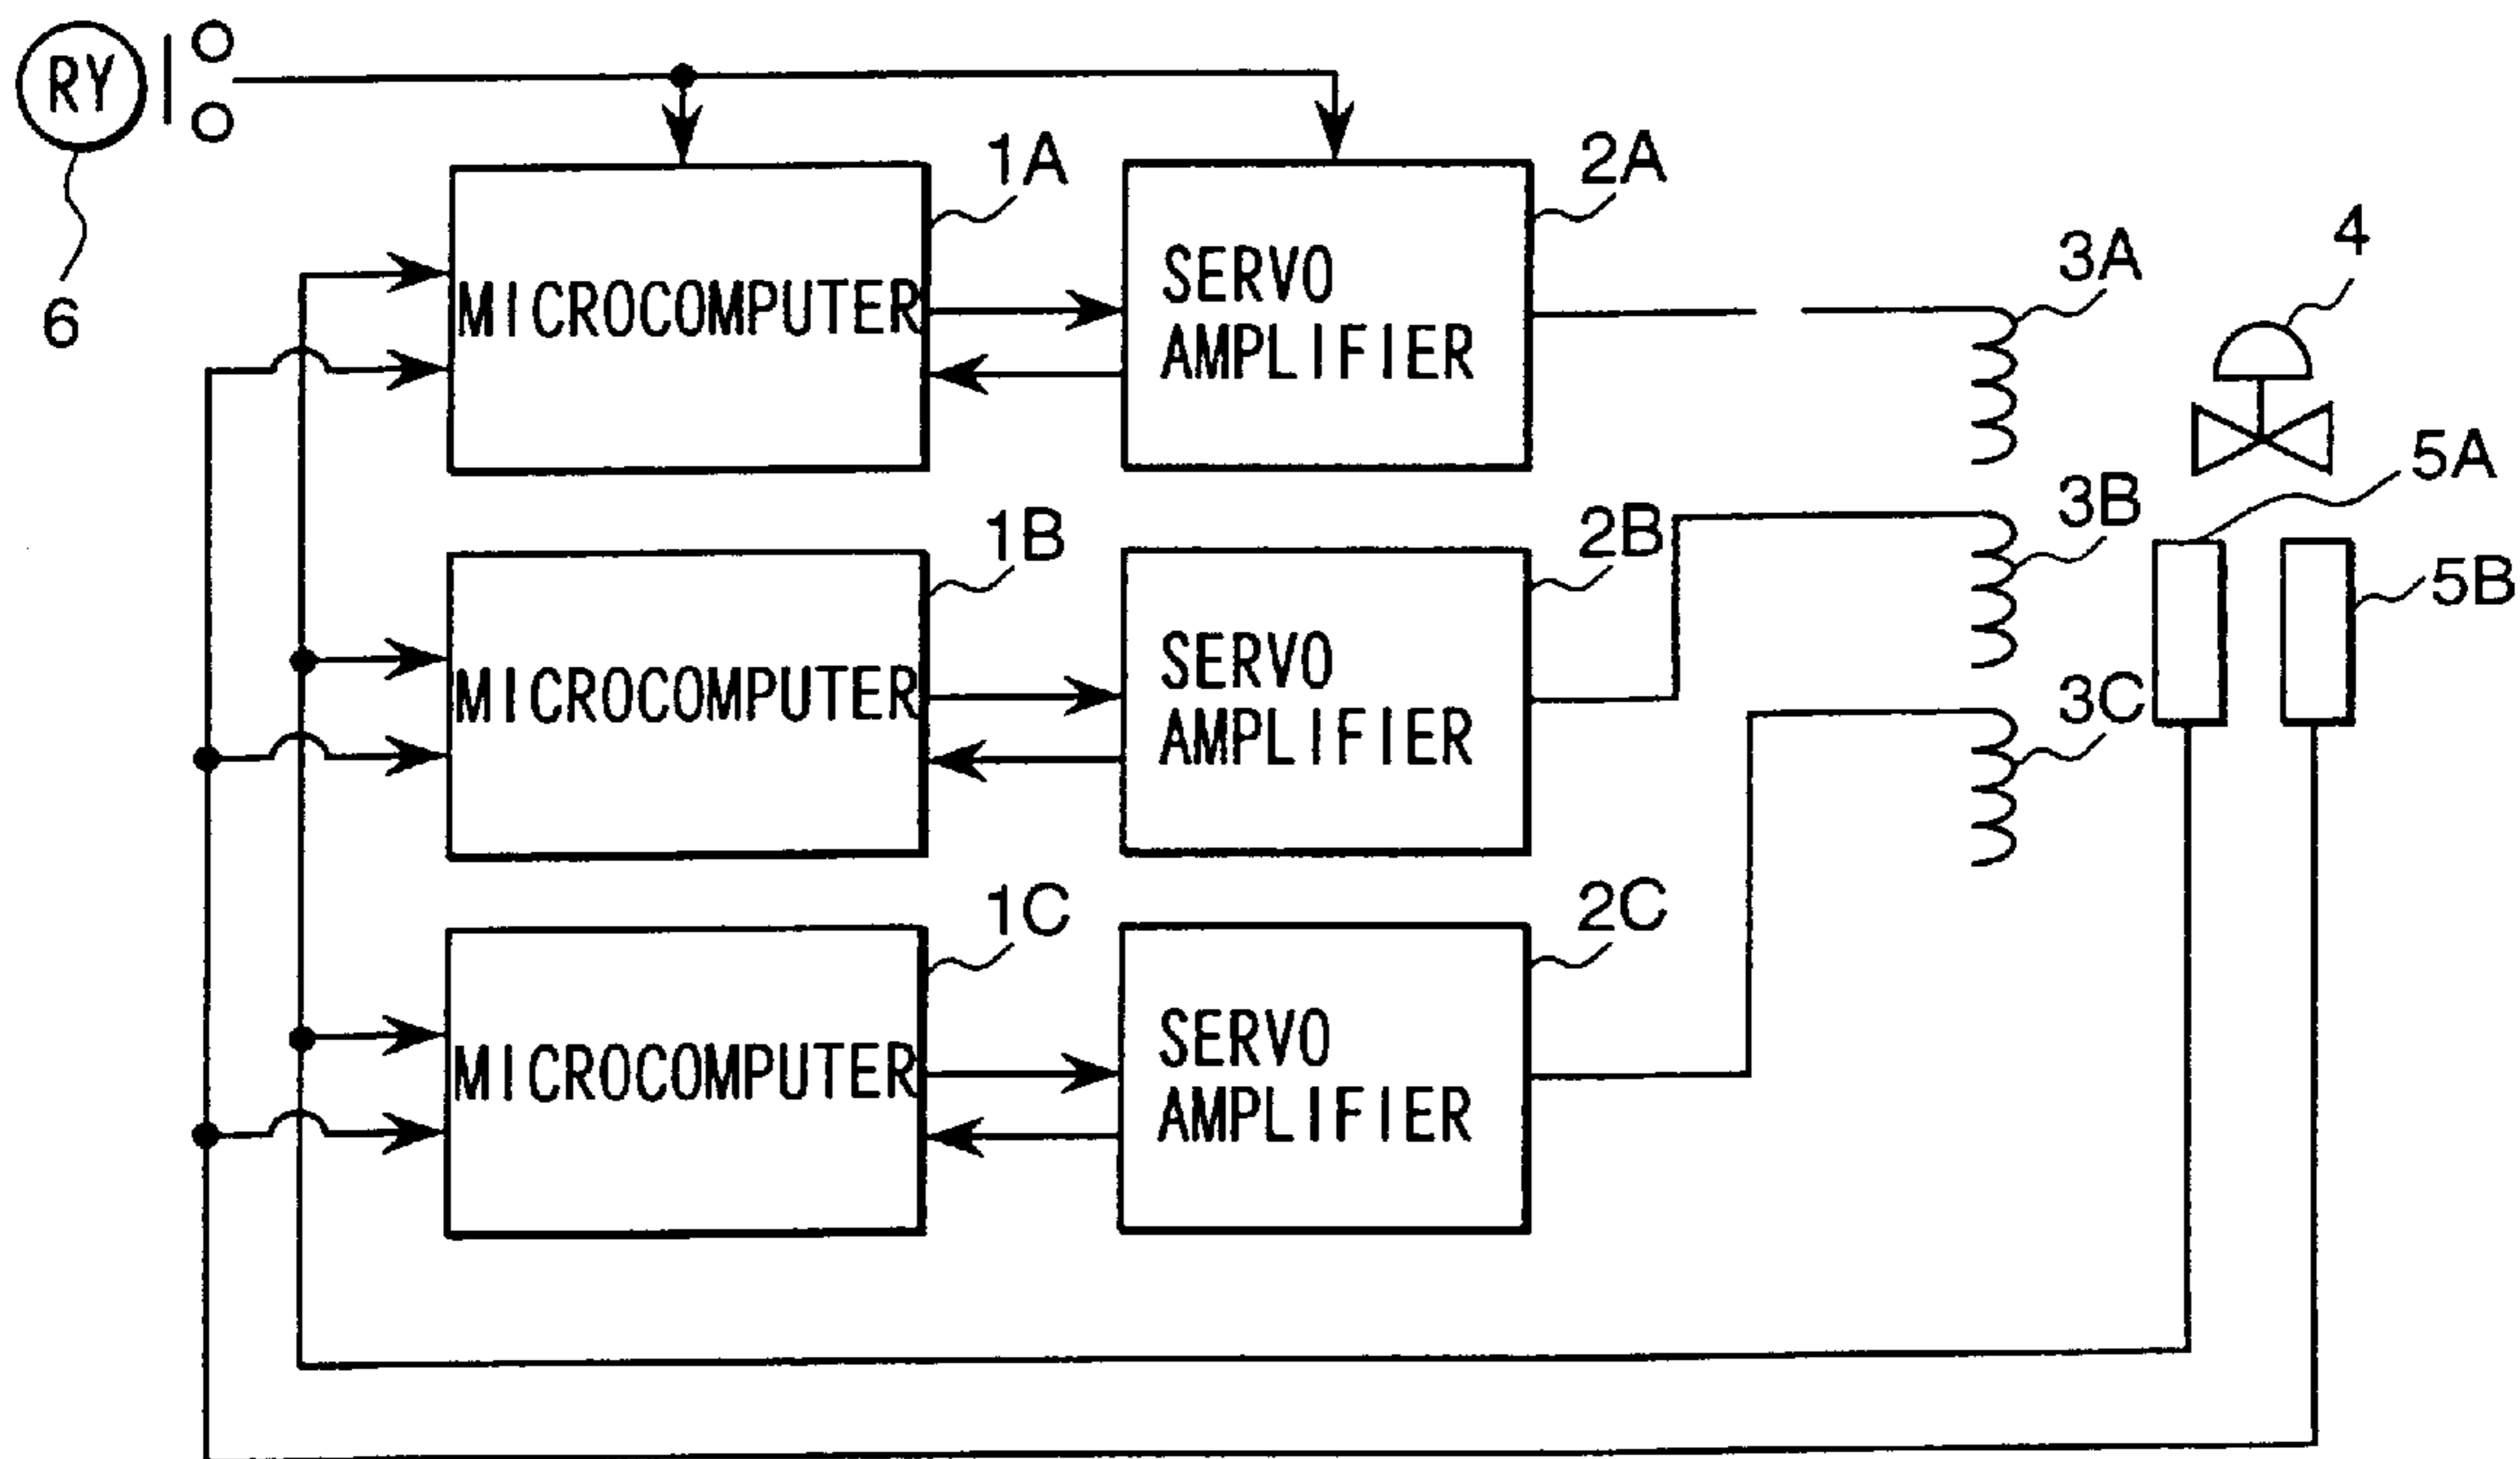 RY
6
1A
2A
3A
4
MICROCOMPUTER
SERVO
AMPLIFIER
5A
3B
5B
1B
2B
MICROCOMPUTER
SERVO
AMPLIFIER
3C
1C
2C
MICROCOMPUTER
SERVO
AMPLIFIER